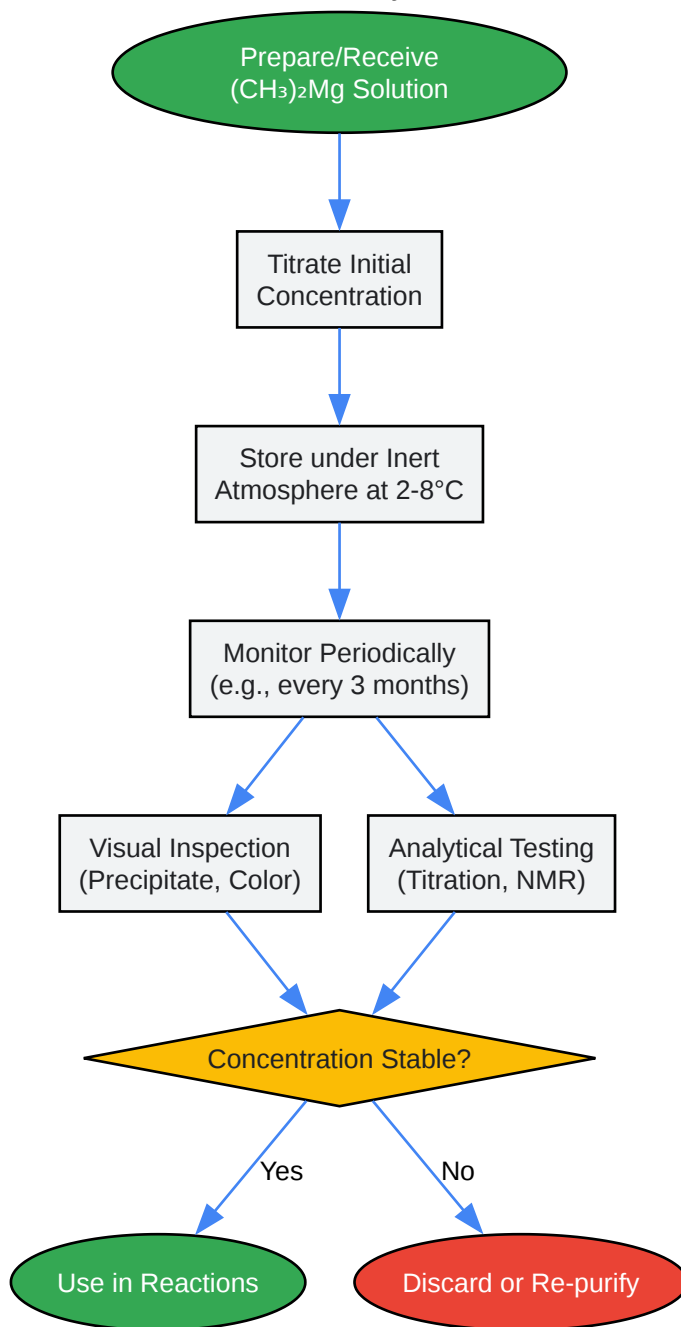 Prepare/Receive
(CH₃)₂Mg Solution
Titrate Initial
Concentration
Store under Inert
Atmosphere at 2-8°C
Monitor Periodically
(e.g., every 3 months)
Visual Inspection
(Precipitate, Color)
Analytical Testing
(Titration, NMR)
Concentration Stable?
Yes
No
Use in Reactions
Discard or Re-purify